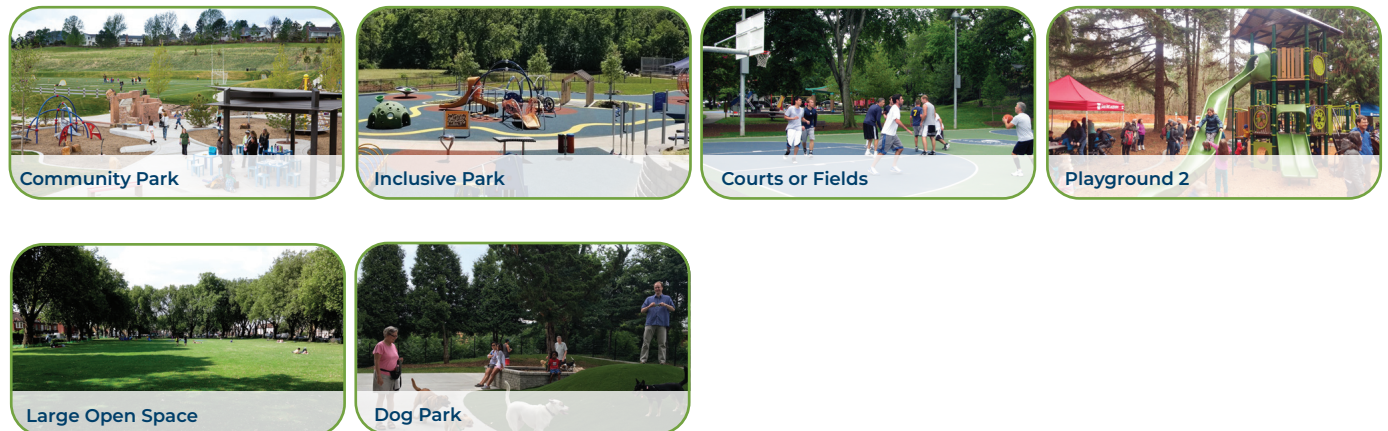 Community Park
Inclusive Park
Courts or Fields
Playground 2
Large Open Space
Dog Park